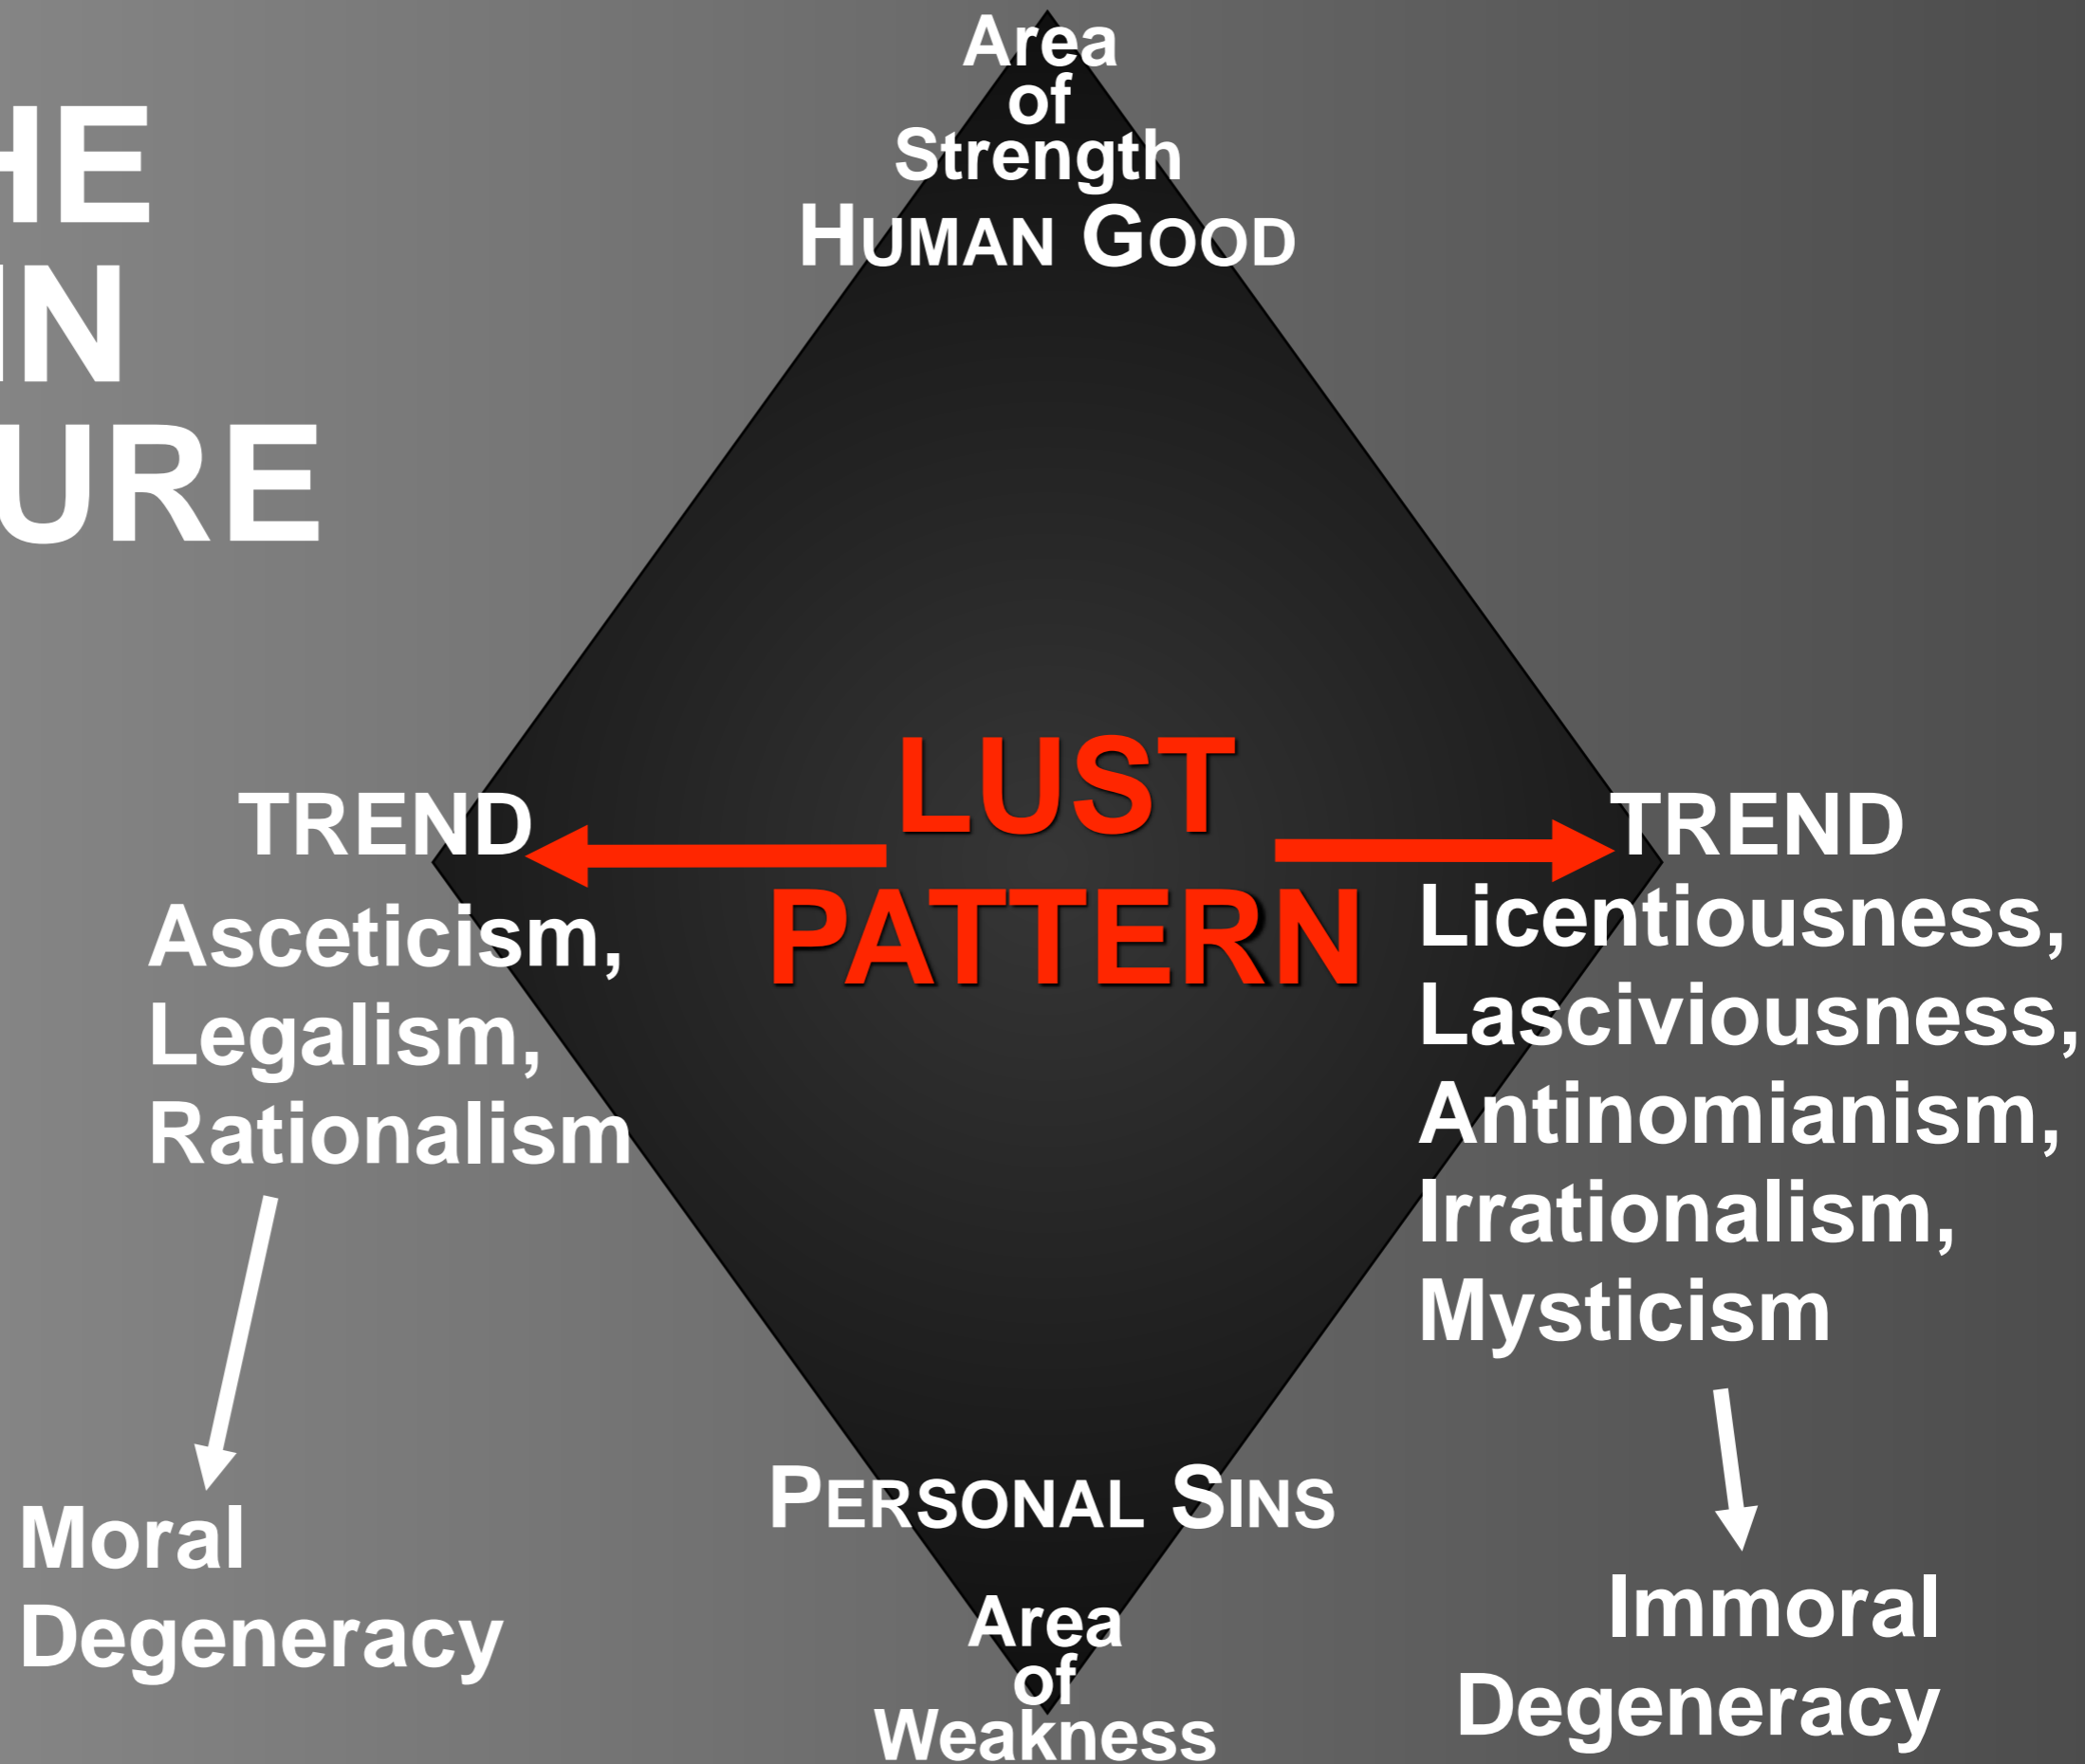 HE
IN
URE
Area
of
Strength
HUMAN GOOD
LUST
PATTERN
TREND
Asceticism,
Legalism,
Rationalism
Moral
Degeneracy
TREND
Licentiousness,
Lasciviousness,
Antinomianism,
Irrationalism,
Mysticism
Immoral
Degeneracy
PERSONAL SINS
Area
of
Weakness